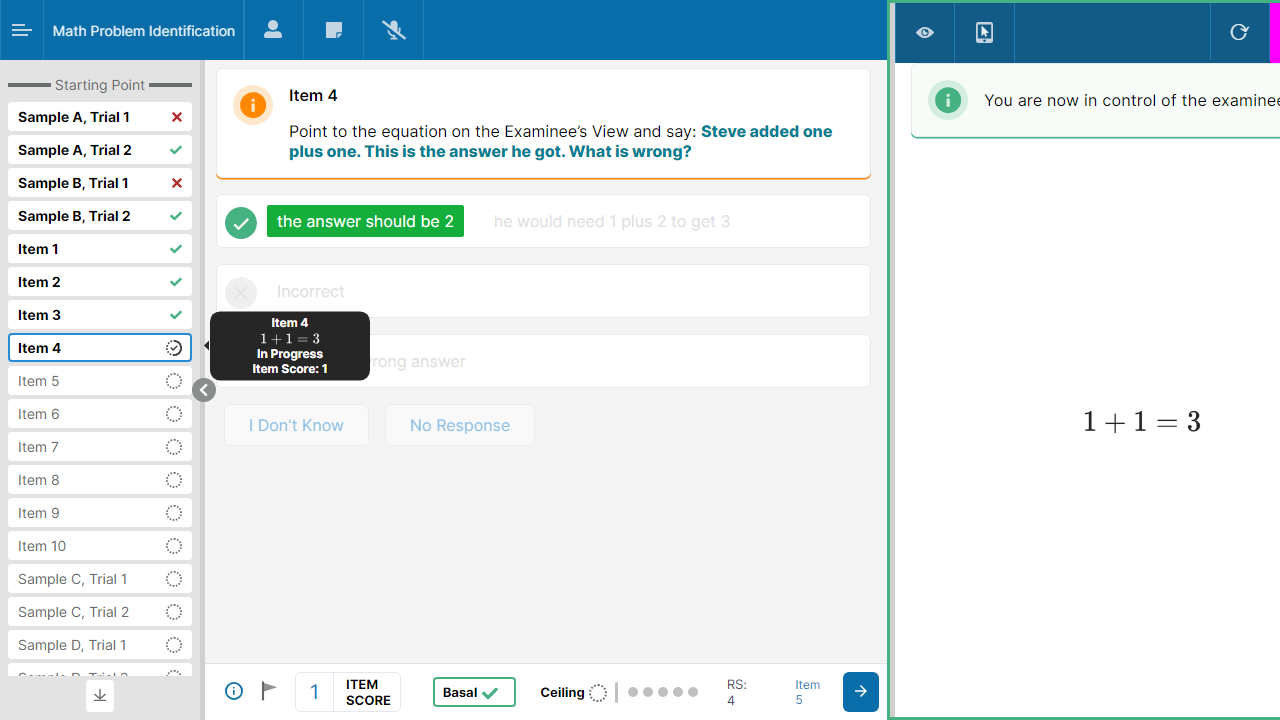 Math Problem Identification
Starting Point
Sample A, Trial 1
Sample A, Trial 2
Sample B, Trial 1
Sample B, Trial 2
Item 1
Item 2
Item 3
Item 4
Item 5
Item 6
Item 7
Item 8
Item 9
Item 10
Sample C, Trial 1
Sample C, Trial 2
Sample D, Trial 1
Item 4
Point to the equation on the Examinee's View and say: Steve added one
plus one. This is the answer he got. What is wrong?
the answer should be 2
he would need 1 plus 2 to get 3
Incorrect
Item 4
1 + 1 = 3
In Progress
Item Score: 1
answer
I Don't Know
No Response
1
ITEM
SCORE
Basal
Ceiling
RS:
4
Item
5
You are now in control of the
1 + 1 = 3